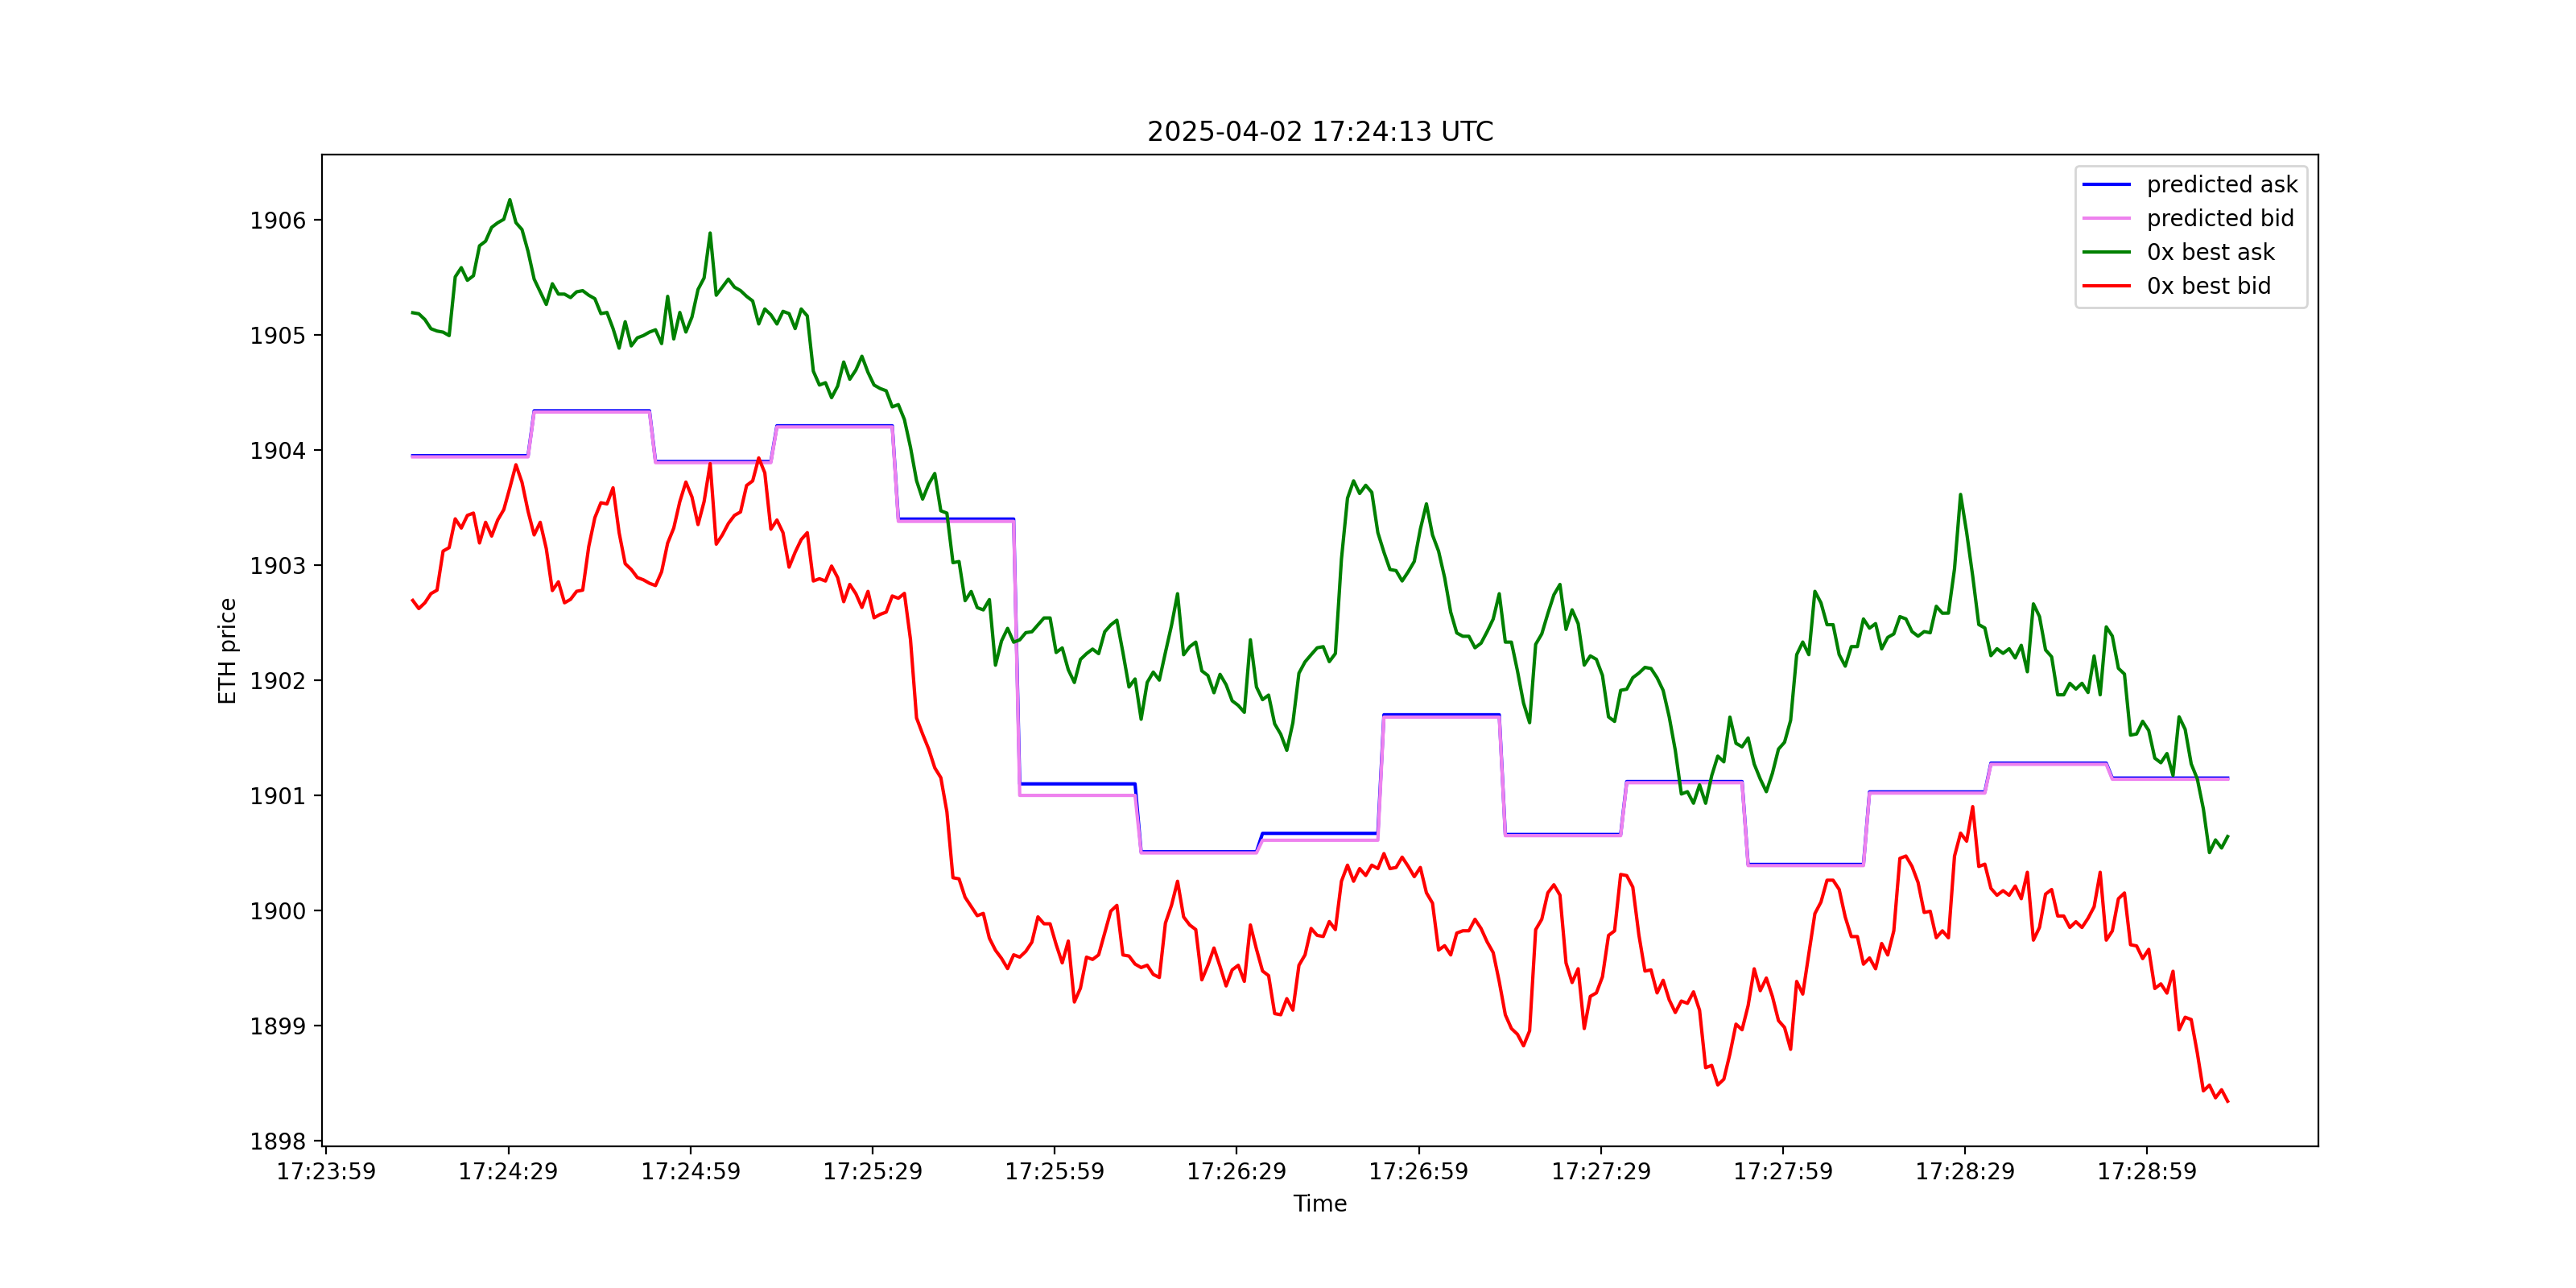 2025-04-02 17:24:13 UTC
predicted ask
predicted bid
0x best ask
0x best bid
ETH price
1906
1905
1904
1903
1902
1901
1900
1899
1898
17:23:59 17:24:29 17:24:59 17:25:29 17:25:59 17:26:29 17:26:59 17:27:29 17:27:59 17:28:29 17:28:59
Time